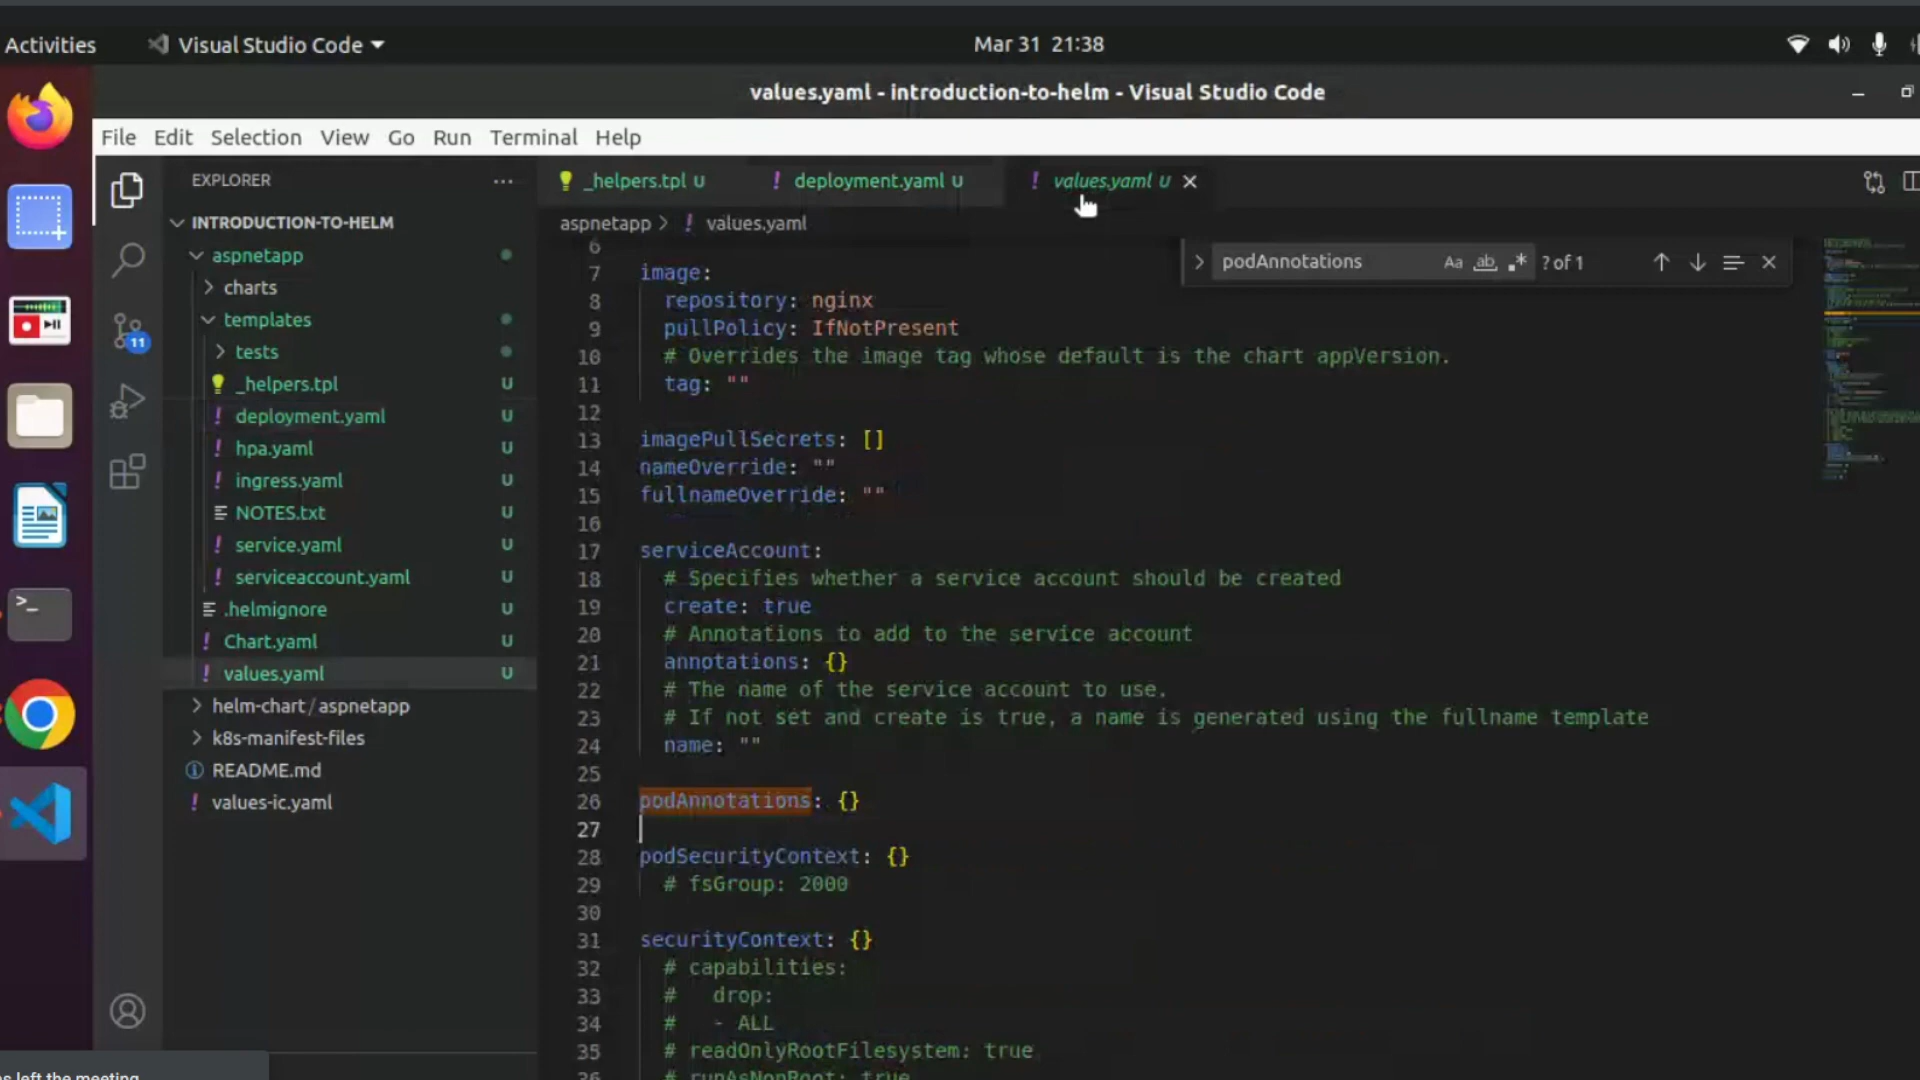 Activities Visual Studio Code Mar 31 21:38
values.yaml - introduction-to-helm - Visual Studio Code
File Edit Selection View Go Run Terminal Help
EXPLORER ...
_helpers.tpl U ! deployment.yaml U ! values.yaml U
INTRODUCTION-TO-HELM
aspnetapp > ! values.yaml
aspnetapp
podAnnotations Aa ab .* ? of 1
charts
templates
tests
_helpers.tpl U
! deployment.yaml U
! hpa.yaml U
! ingress.yaml U
NOTES.txt U
! service.yaml U
! serviceaccount.yaml U
.helmignore U
! Chart.yaml U
! values.yaml U
helm-chart / aspnetapp
k8s-manifest-files
README.md
! values-ic.yaml
11
6
7 image:
8 repository: nginx
9 pullPolicy: IfNotPresent
10 # Overrides the image tag whose default is the chart appVersion.
11 tag: ""
12
13 imagePullSecrets: []
14 nameOverride: ""
15 fullnameOverride: ""
16
17 serviceAccount:
18 # Specifies whether a service account should be created
19 create: true
20 # Annotations to add to the service account
21 annotations: {}
22 # The name of the service account to use.
23 # If not set and create is true, a name is generated using the fullname template
24 name: ""
25
26 podAnnotations: {}
27
28 podSecurityContext: {}
29 # fsGroup: 2000
30
31 securityContext: {}
32 # capabilities:
33 # drop:
34 # - ALL
35 # readOnlyRootFilesystem: true
36 # runAsNonRoot: true
left the meeting